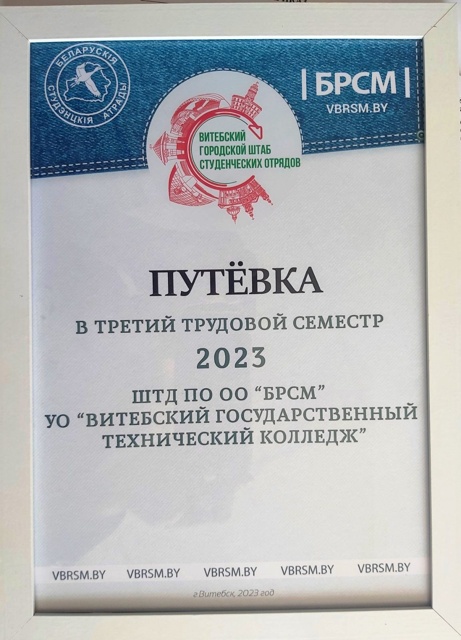 БЕЛАРУСКІЯ
СТУДЭНЦКІЯ АТРАДЫ
|БРСМ|
VBRSM.BY
ВИТЕБСКИЙ
ГОРОДСКОЙ ШТАБ
СТУДЕНЧЕСКИХ ОТРЯДОВ
ПУТЁВКА
В ТРЕТИЙ ТРУДОВОЙ СЕМЕСТР
2023
ШТД ПО ОО “БРСМ”
УО “ВИТЕБСКИЙ ГОСУДАРСТВЕННЫЙ
ТЕХНИЧЕСКИЙ КОЛЛЕДЖ”
VBRSM.BY VBRSM.BY VBRSM.BY VBRSM.BY VBRSM.BY
г.Витебск, 2023 год